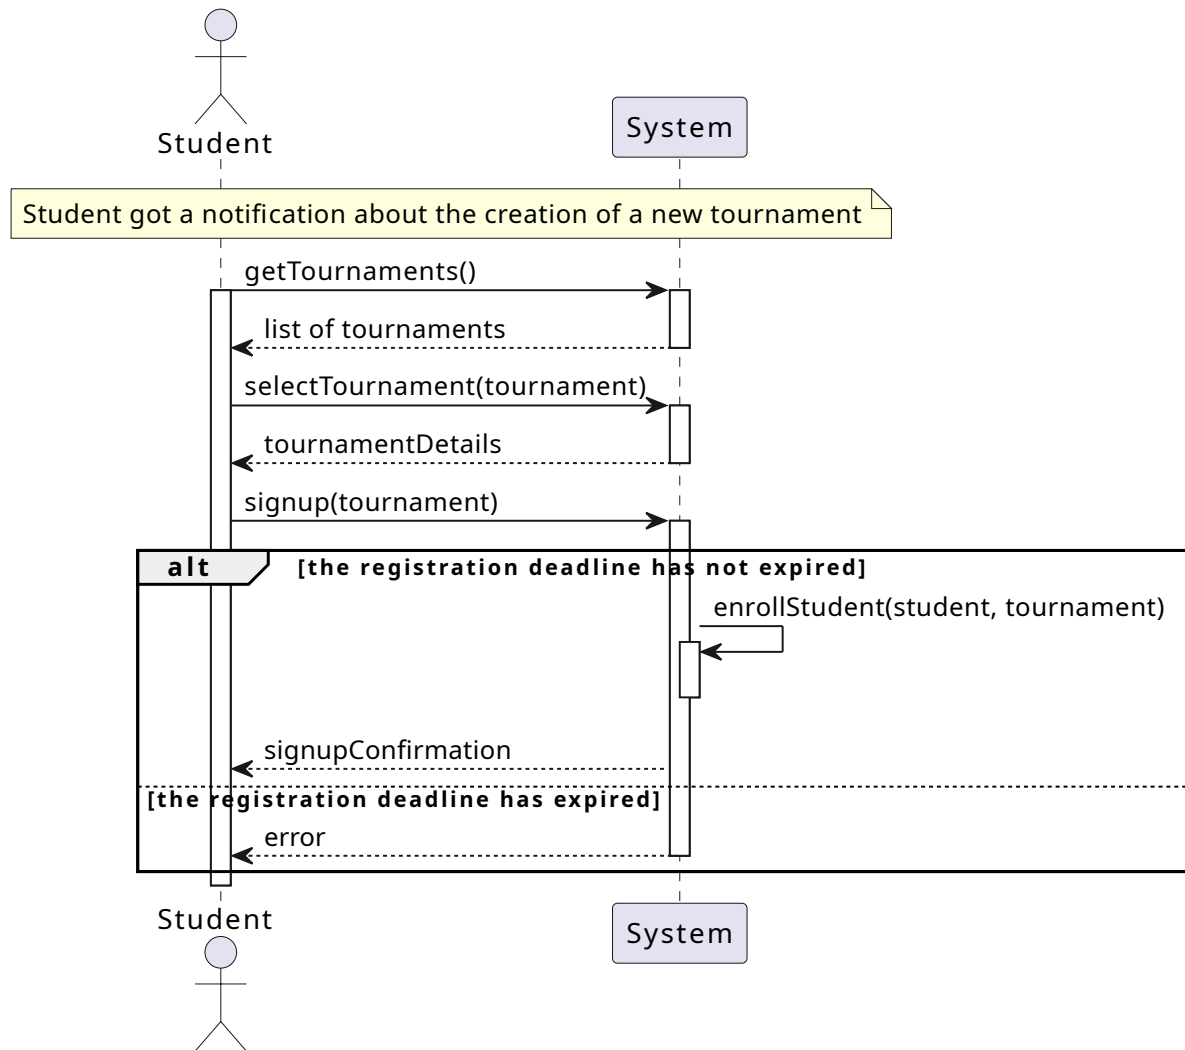 Student
System
Student got a notification about the creation of a new tournament
getTournaments()
list of tournaments
selectTournament(tournament)
tournamentDetails
signup(tournament)
alt [the registration deadline has not expired]
enrollStudent(student, tournament)
signupConfirmation
[the registration deadline has expired]
error
Student
System